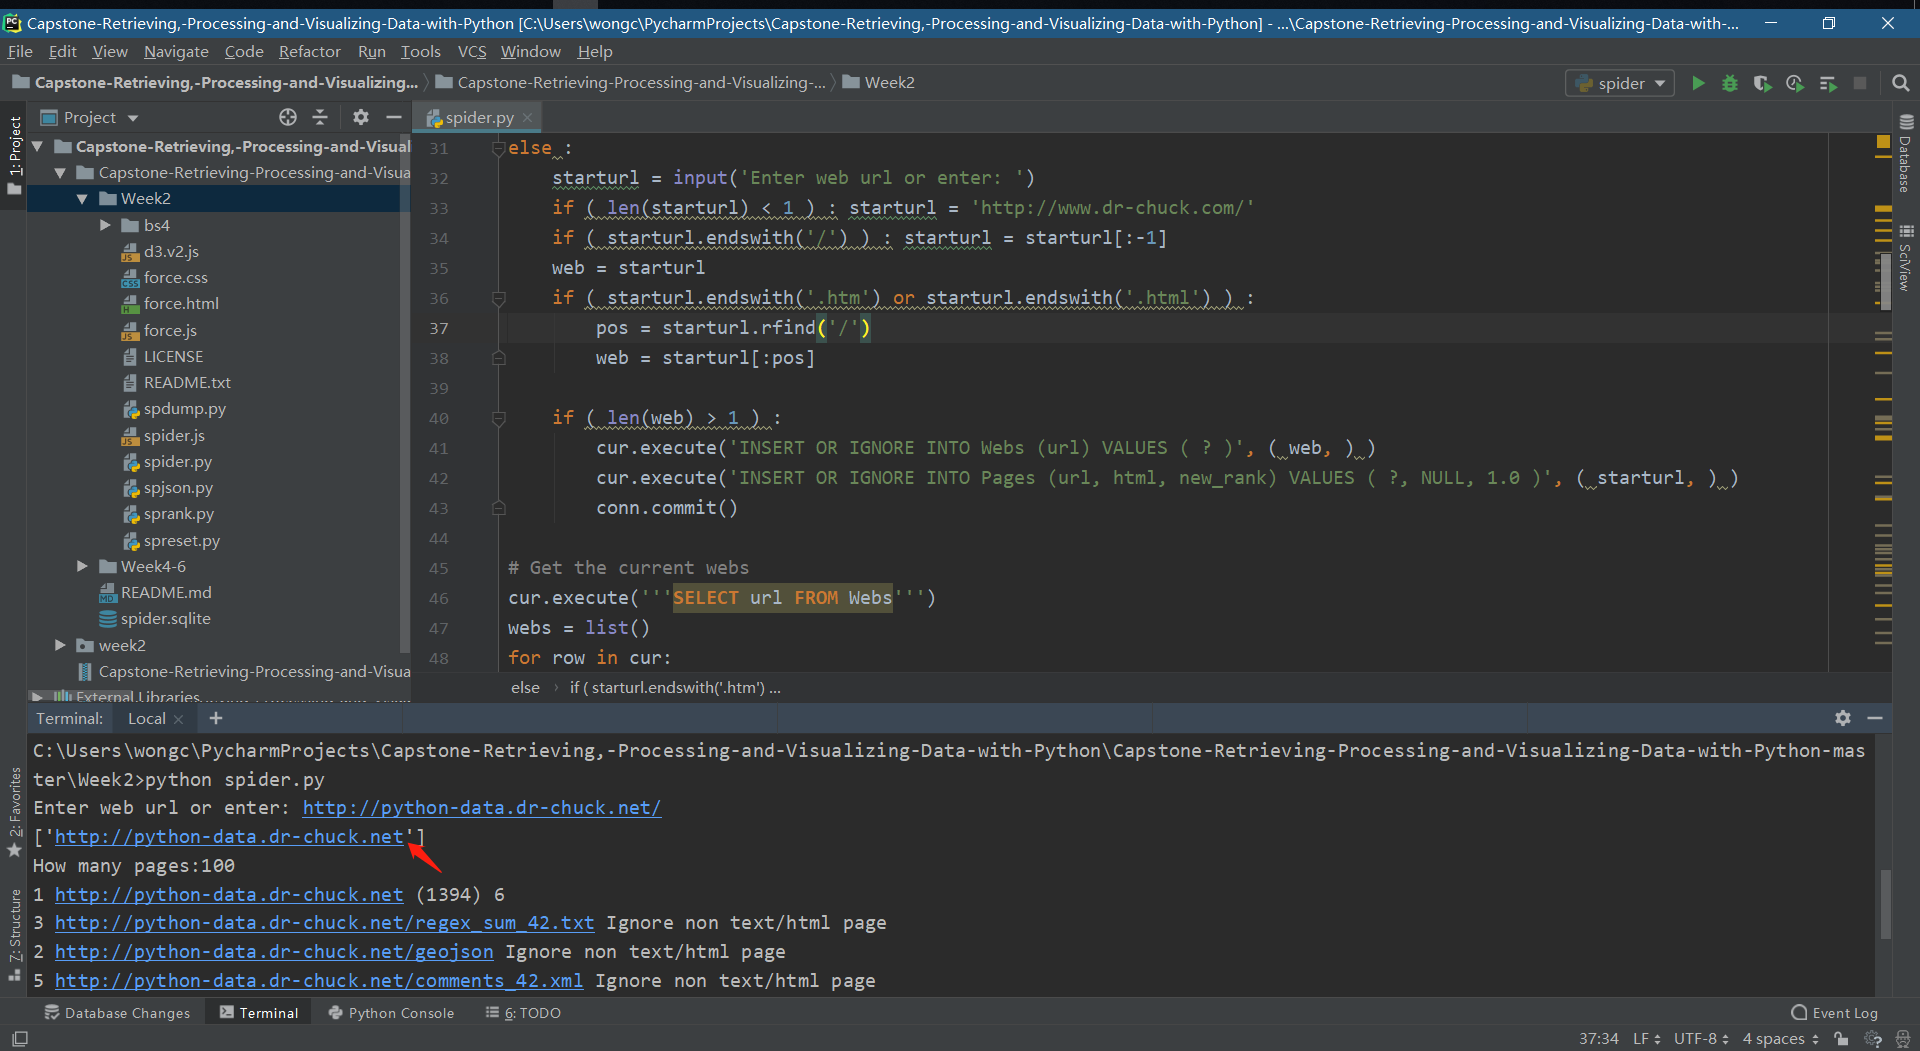 Capstone-Retrieving,-Processing-and-Visualizing-Data-with-Python [C:\Users\wongc\PycharmProjects\Capstone-Retrieving,-Processing-and-Visualizing-Data-with-Python] - ...\Capstone-Retrieving-Processing-and-Visualizing-Data-with-...
File Edit View Navigate Code Refactor Run Tools VCS Window Help
Capstone-Retrieving,-Processing-and-Visualizing... Capstone-Retrieving-Processing-and-Visualizing-... Week2 spider
Project
spider.py
1: Project
Capstone-Retrieving,-Processing-and-Visual
Capstone-Retrieving-Processing-and-Visua
Week2
bs4
d3.v2.js
force.css
force.html
force.js
LICENSE
README.txt
spdump.py
spider.js
spider.py
spjson.py
sprank.py
spreset.py
Week4-6
README.md
spider.sqlite
week2
Capstone-Retrieving-Processing-and-Visua
External Libraries
31 else :
32 starturl = input('Enter web url or enter: ')
33 if ( len(starturl) < 1 ) : starturl = 'http://www.dr-chuck.com/'
34 if ( starturl.endswith('/') ) : starturl = starturl[:-1]
35 web = starturl
36 if ( starturl.endswith('.htm') or starturl.endswith('.html') ) :
37 pos = starturl.rfind('/')
38 web = starturl[:pos]
39
40 if ( len(web) > 1 ) :
41 cur.execute('INSERT OR IGNORE INTO Webs (url) VALUES ( ? )', ( web, ) )
42 cur.execute('INSERT OR IGNORE INTO Pages (url, html, new_rank) VALUES ( ?, NULL, 1.0 )', ( starturl, ) )
43 conn.commit()
44
45 # Get the current webs
46 cur.execute('''SELECT url FROM Webs''')
47 webs = list()
48 for row in cur:
else if ( starturl.endswith('.htm') ...
Database
SciView
Terminal: Local
C:\Users\wongc\PycharmProjects\Capstone-Retrieving,-Processing-and-Visualizing-Data-with-Python\Capstone-Retrieving-Processing-and-Visualizing-Data-with-Python-mas
ter\Week2>python spider.py
Enter web url or enter: http://python-data.dr-chuck.net/
['http://python-data.dr-chuck.net']
How many pages:100
1 http://python-data.dr-chuck.net (1394) 6
3 http://python-data.dr-chuck.net/regex_sum_42.txt Ignore non text/html page
2 http://python-data.dr-chuck.net/geojson Ignore non text/html page
5 http://python-data.dr-chuck.net/comments_42.xml Ignore non text/html page
2: Favorites
7: Structure
Database Changes Terminal Python Console 6: TODO Event Log
37:34 LF UTF-8 4 spaces